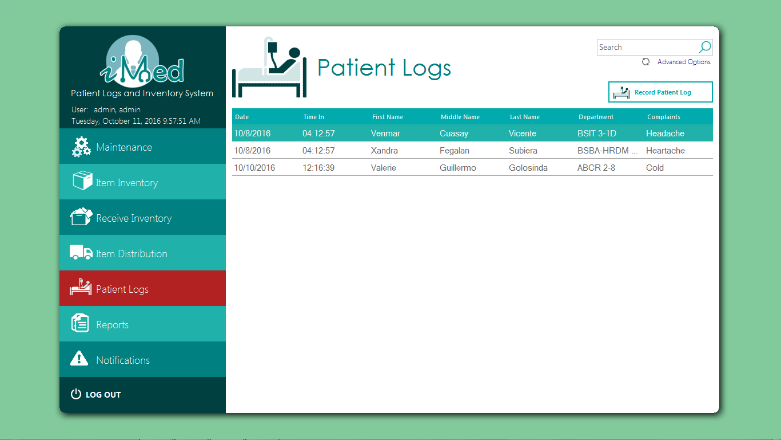 iMed
Patient Logs and Inventory System
User: admin, admin
Tuesday, October 11, 2016 9:57:51 AM
Maintenance
Item Inventory
Receive Inventory
Item Distribution
Patient Logs
Reports
Notifications
LOG OUT
Patient Logs
Search
Advanced Options
Record Patient Log
Date Time In First Name Middle Name Last Name Department Complaints
10/8/2016 04:12:57 Venmar Cuasay Vicente BSIT 3-1D Headache
10/8/2016 04:12:57 Xandra Fegalan Subiera BSBA-HRDM ... Heartache
10/10/2016 12:16:39 Valerie Guillermo Golosinda ABCR 2-8 Cold